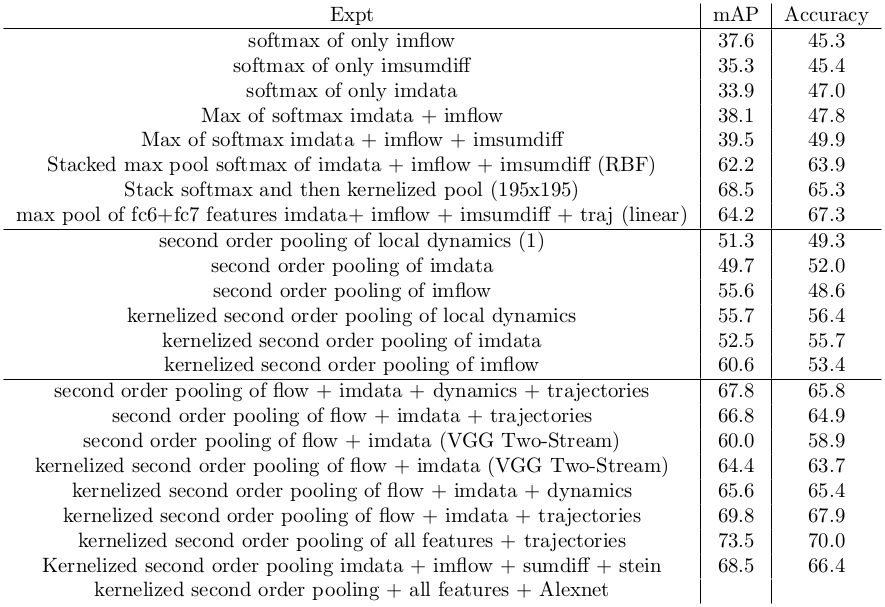 Expt mAP Accuracy
softmax of only imflow 37.6 45.3
softmax of only imsumdiff 35.3 45.4
softmax of only imdata 33.9 47.0
Max of softmax imdata + imflow 38.1 47.8
Max of softmax imdata + imflow + imsumdiff 39.5 49.9
Stacked max pool softmax of imdata + imflow + imsumdiff (RBF) 62.2 63.9
Stack softmax and then kernelized pool (195x195) 68.5 65.3
max pool of fc6+fc7 features imdata+ imflow + imsumdiff + traj (linear) 64.2 67.3
second order pooling of local dynamics (1) 51.3 49.3
second order pooling of imdata 49.7 52.0
second order pooling of imflow 55.6 48.6
kernelized second order pooling of local dynamics 55.7 56.4
kernelized second order pooling of imdata 52.5 55.7
kernelized second order pooling of imflow 60.6 53.4
second order pooling of flow + imdata + dynamics + trajectories 67.8 65.8
second order pooling of flow + imdata + trajectories 66.8 64.9
second order pooling of flow + imdata (VGG Two-Stream) 60.0 58.9
kernelized second order pooling of flow + imdata (VGG Two-Stream) 64.4 63.7
kernelized second order pooling of flow + imdata + dynamics 65.6 65.4
kernelized second order pooling of flow + imdata + trajectories 69.8 67.9
kernelized second order pooling of all features + trajectories 73.5 70.0
Kernelized second order pooling imdata + imflow + sumdiff + stein 68.5 66.4
kernelized second order pooling + all features + Alexnet